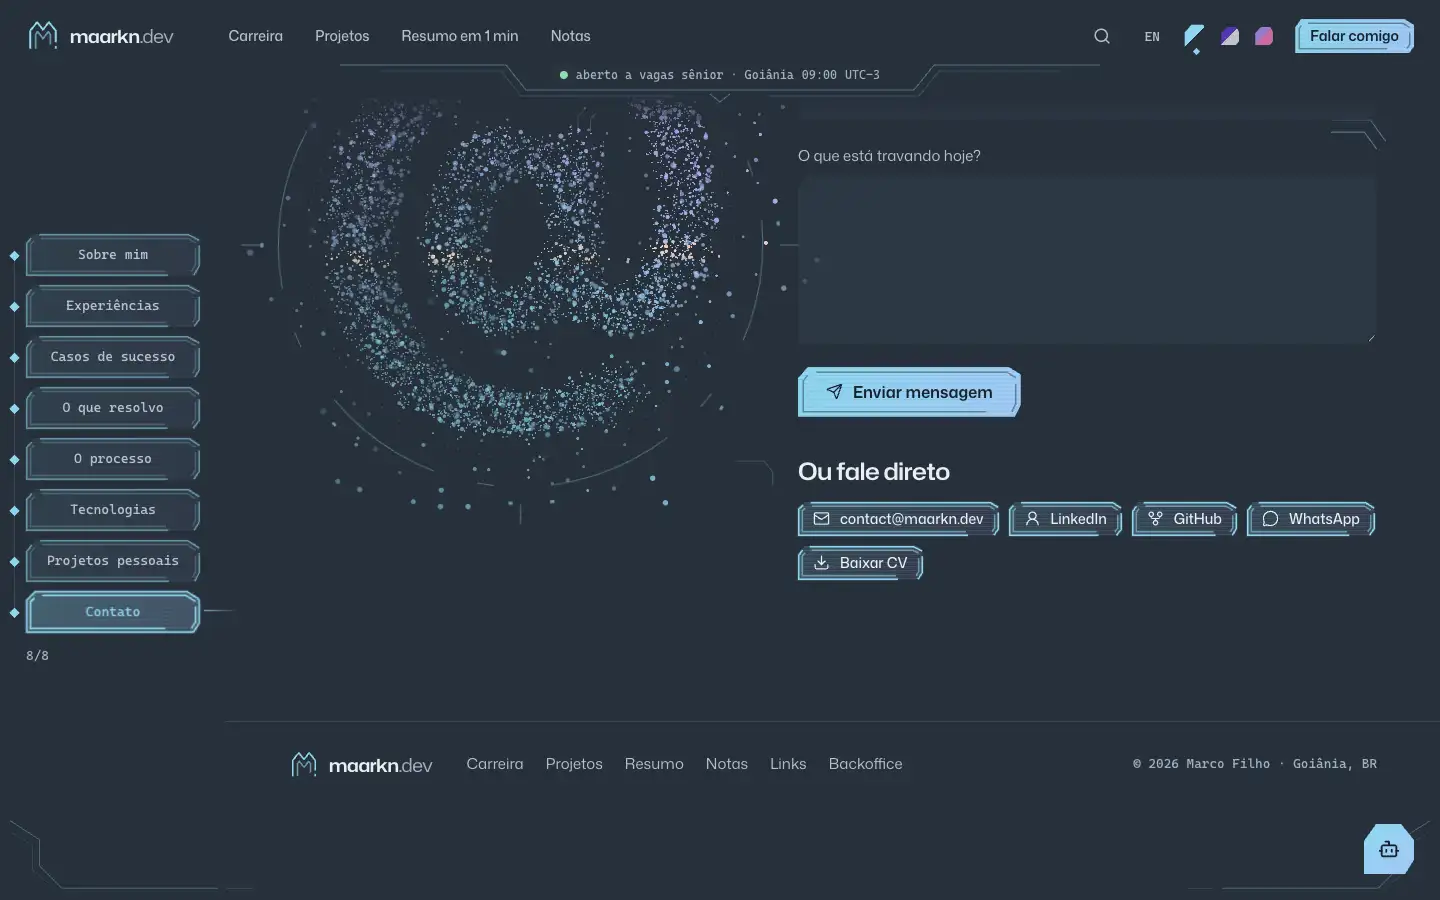 maarkn.dev
Carreira
Projetos
Resumo em 1 min
Notas
EN
Falar comigo
aberto a vagas sênior · Goiânia 09:00 UTC−3
O que está travando hoje?
Enviar mensagem
Ou fale direto
contact@maarkn.dev
LinkedIn
GitHub
WhatsApp
Baixar CV
Sobre mim
Experiências
Casos de sucesso
O que resolvo
O processo
Tecnologias
Projetos pessoais
Contato
8/8
maarkn.dev
Carreira
Projetos
Resumo
Notas
Links
Backoffice
© 2026 Marco Filho · Goiânia, BR